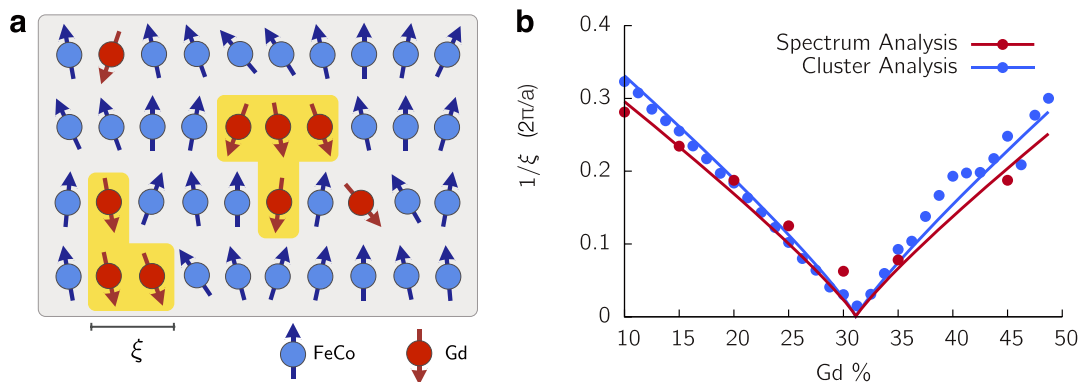 a
ξ
FeCo
Gd
b
Spectrum Analysis
Cluster Analysis
1/ξ (2π/a)
0.4
0.3
0.2
0.1
0
10 15 20 25 30 35 40 45 50
Gd %